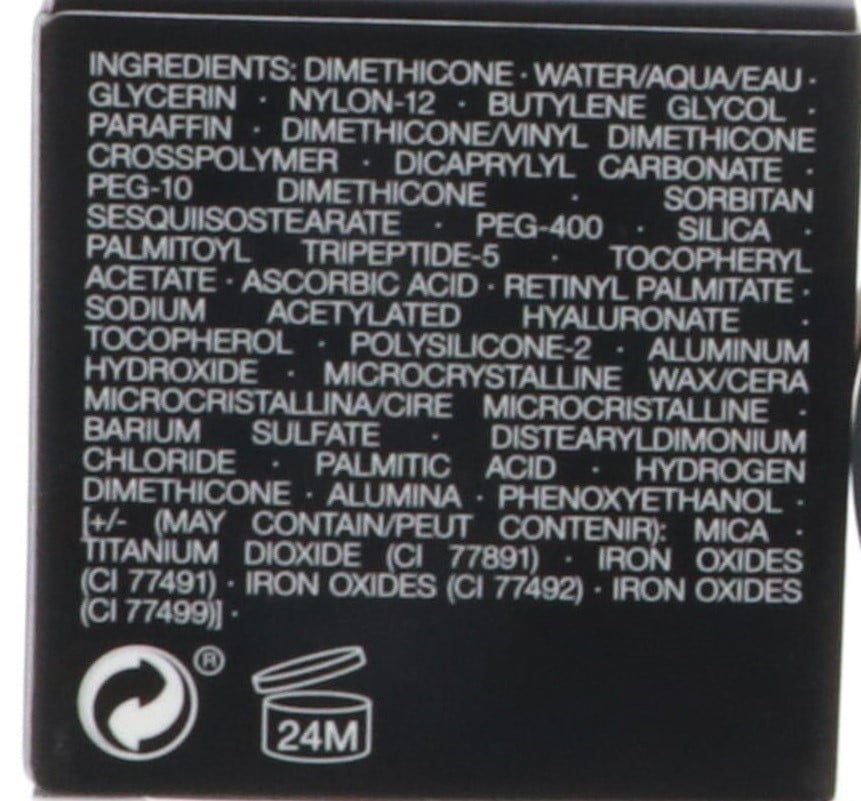 INGREDIENTS: DIMETHICONE · WATER/AQUA/EAU ·
GLYCERIN · NYLON-12 · BUTYLENE GLYCOL ·
PARAFFIN · DIMETHICONE/VINYL DIMETHICONE
CROSSPOLYMER · DICAPRYLYL CARBONATE ·
PEG-10 DIMETHICONE · SORBITAN
SESQUIISOSTEARATE · PEG-400 · SILICA ·
PALMITOYL TRIPEPTIDE-5 · TOCOPHERYL
ACETATE · ASCORBIC ACID · RETINYL PALMITATE ·
SODIUM ACETYLATED HYALURONATE ·
TOCOPHEROL · POLYSILICONE-2 · ALUMINUM
HYDROXIDE · MICROCRYSTALLINE WAX/CERA
MICROCRISTALLINA/CIRE MICROCRISTALLINE ·
BARIUM SULFATE · DISTEARYLDIMONIUM
CHLORIDE · PALMITIC ACID · HYDROGEN
DIMETHICONE · ALUMINA · PHENOXYETHANOL ·
[+/- (MAY CONTAIN/PEUT CONTENIR): MICA ·
TITANIUM DIOXIDE (CI 77891) · IRON OXIDES
(CI 77491) · IRON OXIDES (CI 77492) · IRON OXIDES
(CI 77499)] ·
®
24M